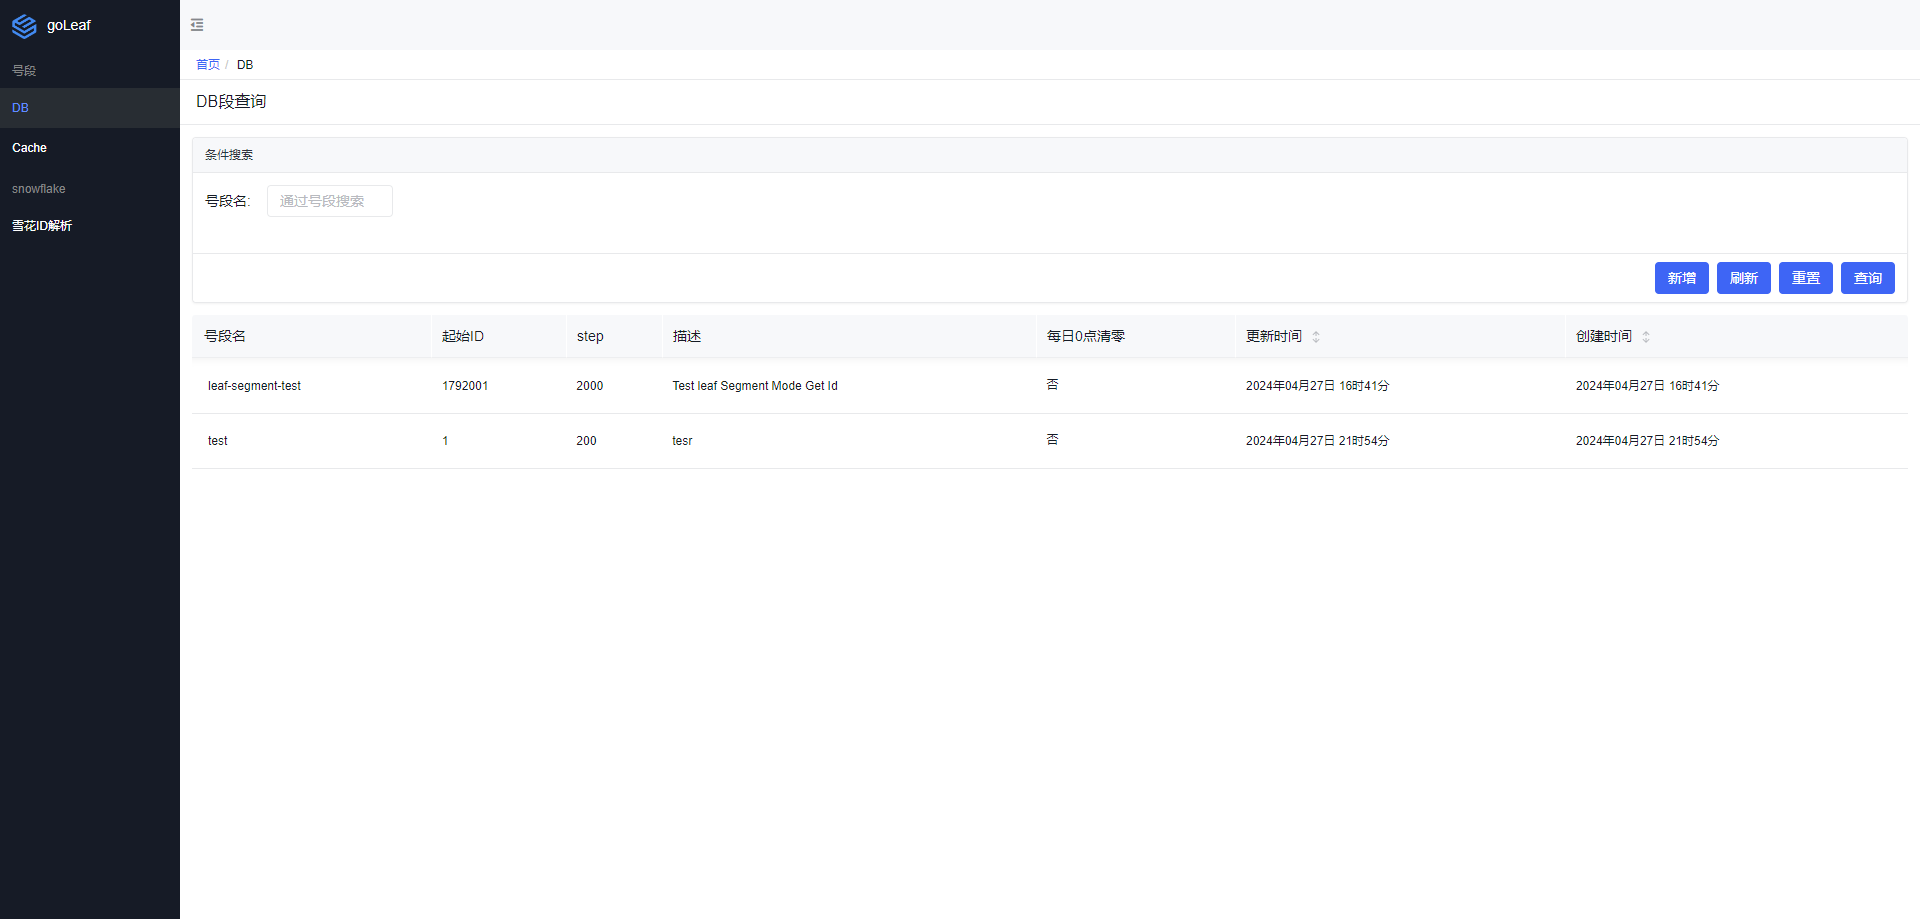 goLeaf
号段
DB
Cache
snowflake
雪花ID解析
首页 / DB
DB段查询
条件搜索
号段名: 通过号段搜索
新增 刷新 重置 查询
号段名 起始ID step 描述 每日0点清零 更新时间 创建时间
leaf-segment-test 1792001 2000 Test leaf Segment Mode Get Id 否 2024年04月27日 16时41分 2024年04月27日 16时41分
test 1 200 tesr 否 2024年04月27日 21时54分 2024年04月27日 21时54分